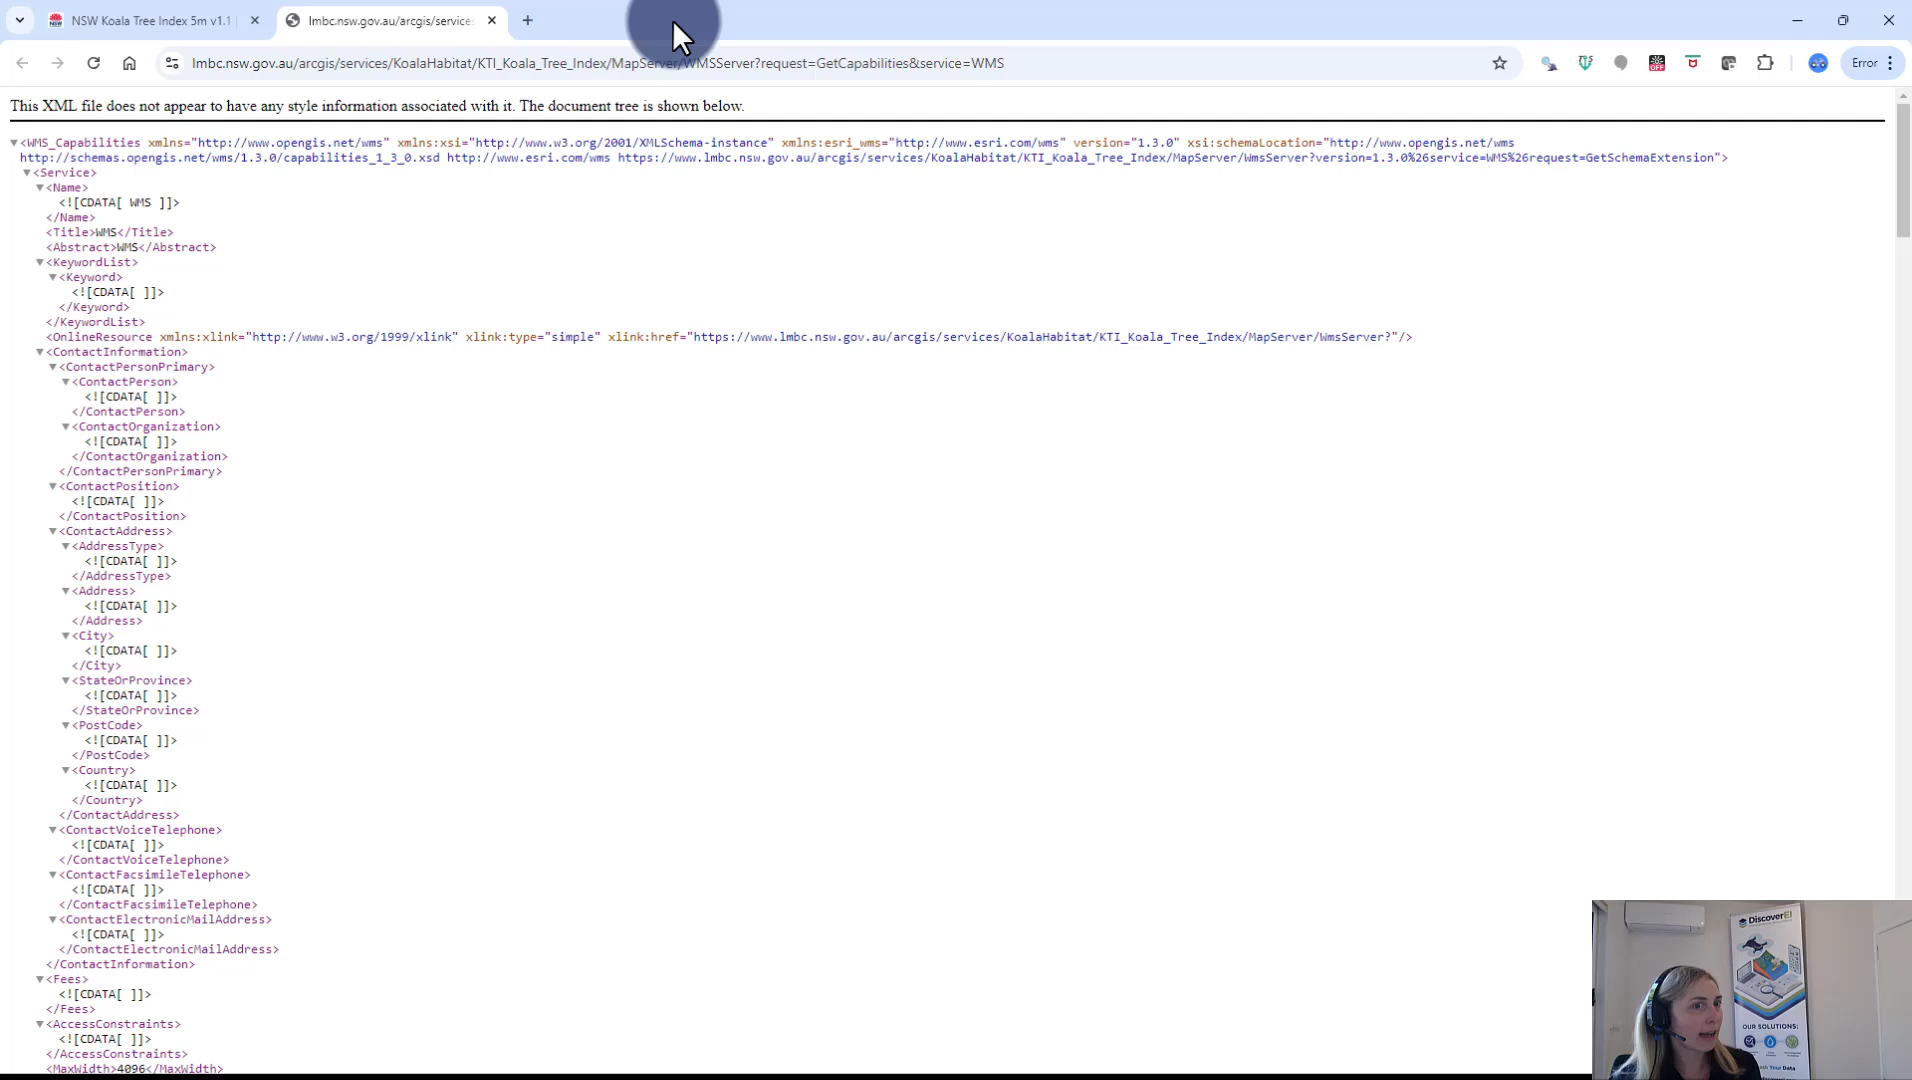 NSW Koala Tree Index 5m v1.1
lmbc.nsw.gov.au/arcgis/service
lmbc.nsw.gov.au/arcgis/services/KoalaHabitat/KTI_Koala_Tree_Index/MapServer/WMSServer?request=GetCapabilities&service=WMS
OFF
Error
This XML file does not appear to have any style information associated with it. The document tree is shown below.
<WMS_Capabilities xmlns="http://www.opengis.net/wms" xmlns:xsi="http://www.w3.org/2001/XMLSchema-instance" xmlns:esri_wms="http://www.esri.com/wms" version="1.3.0" xsi:schemaLocation="http://www.opengis.net/wms
http://schemas.opengis.net/wms/1.3.0/capabilities_1_3_0.xsd http://www.esri.com/wms https://www.lmbc.nsw.gov.au/arcgis/services/KoalaHabitat/KTI_Koala_Tree_Index/MapServer/WmsServer?version=1.3.0%26service=WMS%26request=GetSchemaExtension">
<Service>
<Name>
<![CDATA[ WMS ]]>
</Name>
<Title>WMS</Title>
<Abstract>WMS</Abstract>
<KeywordList>
<Keyword>
<![CDATA[ ]]>
</Keyword>
</KeywordList>
<OnlineResource xmlns:xlink="http://www.w3.org/1999/xlink" xlink:type="simple" xlink:href="https://www.lmbc.nsw.gov.au/arcgis/services/KoalaHabitat/KTI_Koala_Tree_Index/MapServer/WmsServer?"/>
<ContactInformation>
<ContactPersonPrimary>
<ContactPerson>
<![CDATA[ ]]>
</ContactPerson>
<ContactOrganization>
<![CDATA[ ]]>
</ContactOrganization>
</ContactPersonPrimary>
<ContactPosition>
<![CDATA[ ]]>
</ContactPosition>
<ContactAddress>
<AddressType>
<![CDATA[ ]]>
</AddressType>
<Address>
<![CDATA[ ]]>
</Address>
<City>
<![CDATA[ ]]>
</City>
<StateOrProvince>
<![CDATA[ ]]>
</StateOrProvince>
<PostCode>
<![CDATA[ ]]>
</PostCode>
<Country>
<![CDATA[ ]]>
</Country>
</ContactAddress>
<ContactVoiceTelephone>
<![CDATA[ ]]>
</ContactVoiceTelephone>
<ContactFacsimileTelephone>
<![CDATA[ ]]>
</ContactFacsimileTelephone>
<ContactElectronicMailAddress>
<![CDATA[ ]]>
</ContactElectronicMailAddress>
</ContactInformation>
<Fees>
<![CDATA[ ]]>
</Fees>
<AccessConstraints>
<![CDATA[ ]]>
</AccessConstraints>
<MaxWidth>4096</MaxWidth>
DiscoverEI
OUR SOLUTIONS:
Your Data